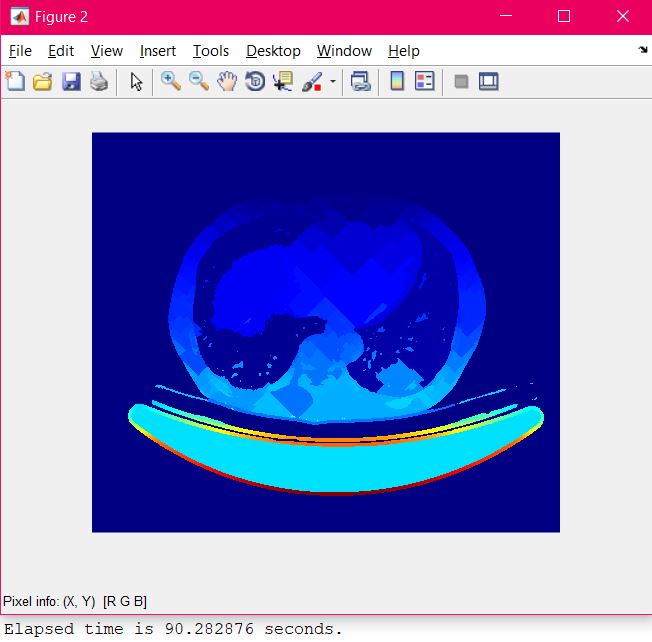 Figure 2
File Edit View Insert Tools Desktop Window Help
Pixel info: (X, Y) [R G B]
Elapsed time is 90.282876 seconds.